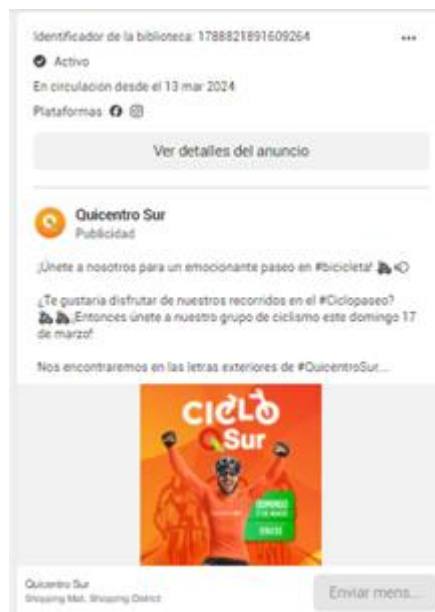 Identificador de la biblioteca: 1788821891609264
Activo
En circulación desde el 13 mar 2024
Plataformas
Ver detalles del anuncio
Quicentro Sur
Publicidad
¡Únete a nosotros para un emocionante paseo en #bicicleta!
¿Te gustaría disfrutar de nuestros recorridos en el #Ciclopaseo?
¡Entonces únete a nuestro grupo de ciclismo este domingo 17
de marzo!
Nos encontraremos en las letras exteriores de #QuicentroSur...
CICLO
Sur
DOMINGO
Quicentro Sur
Shopping Mall, Shopping District
Enviar mens...